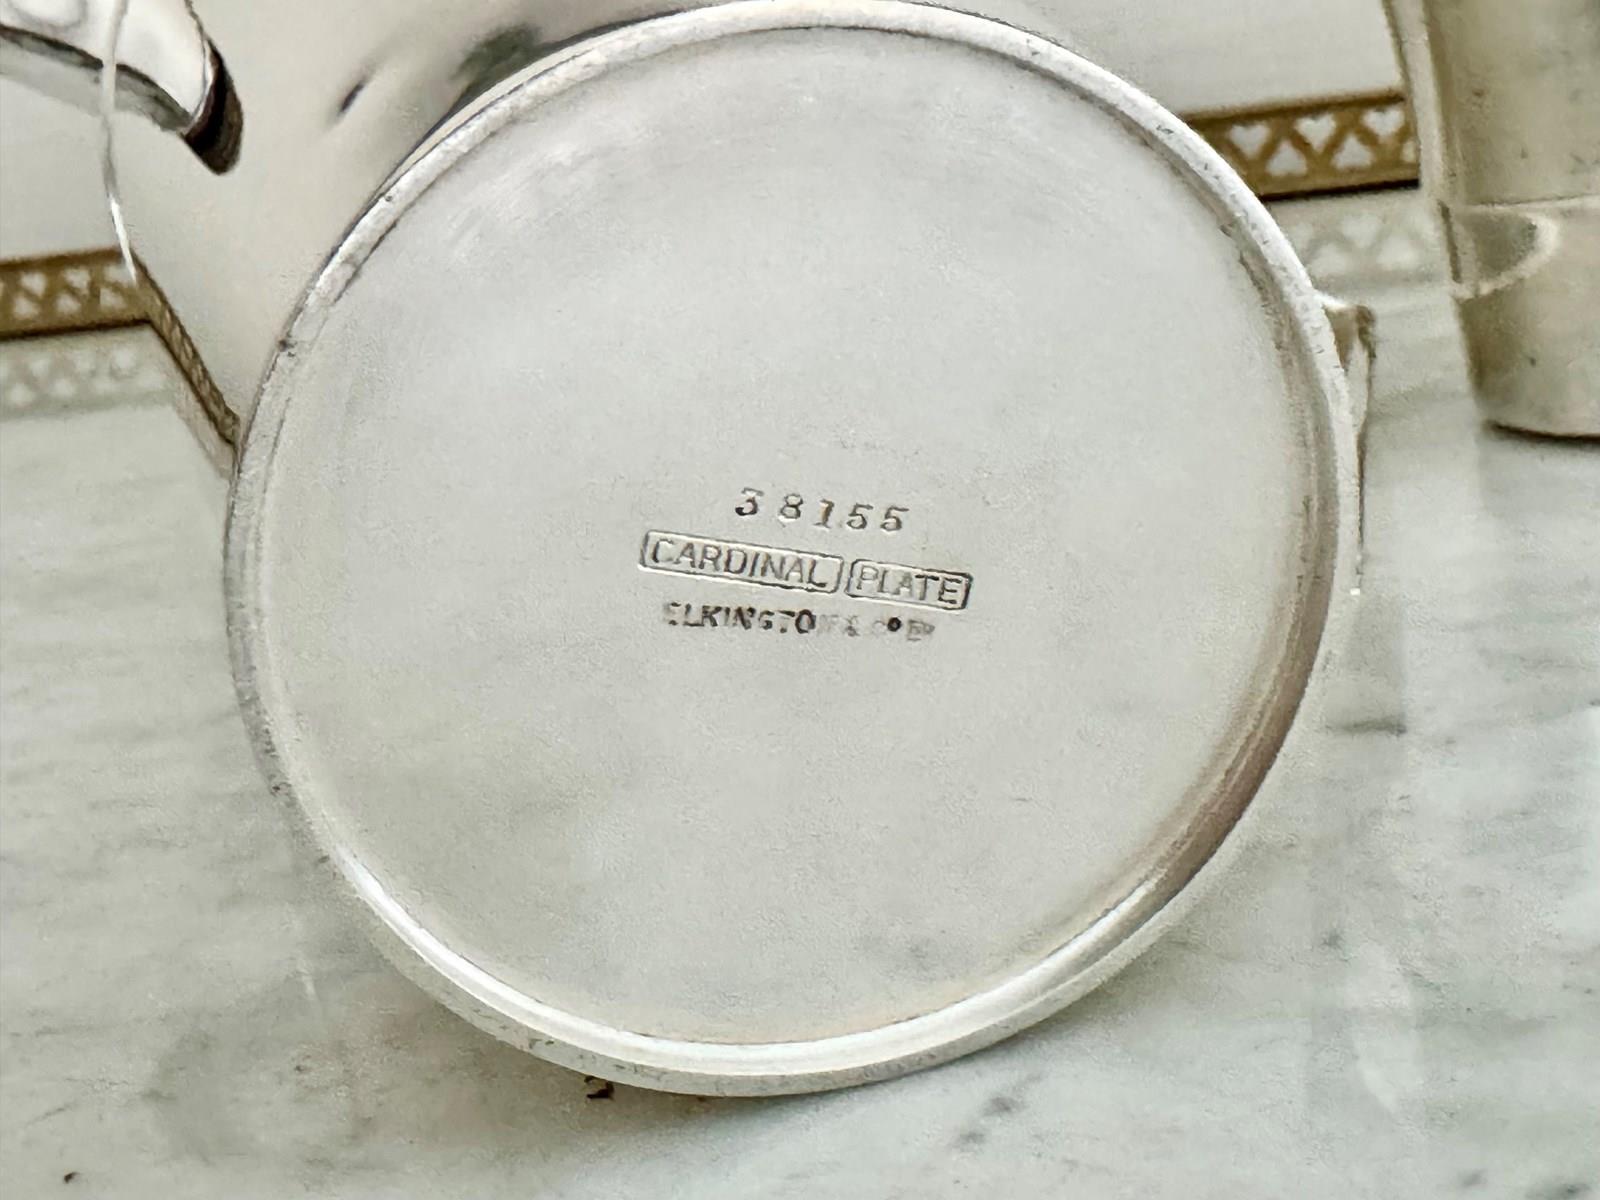 38155
CARDINAL PLATE
ELKINGTON & Co